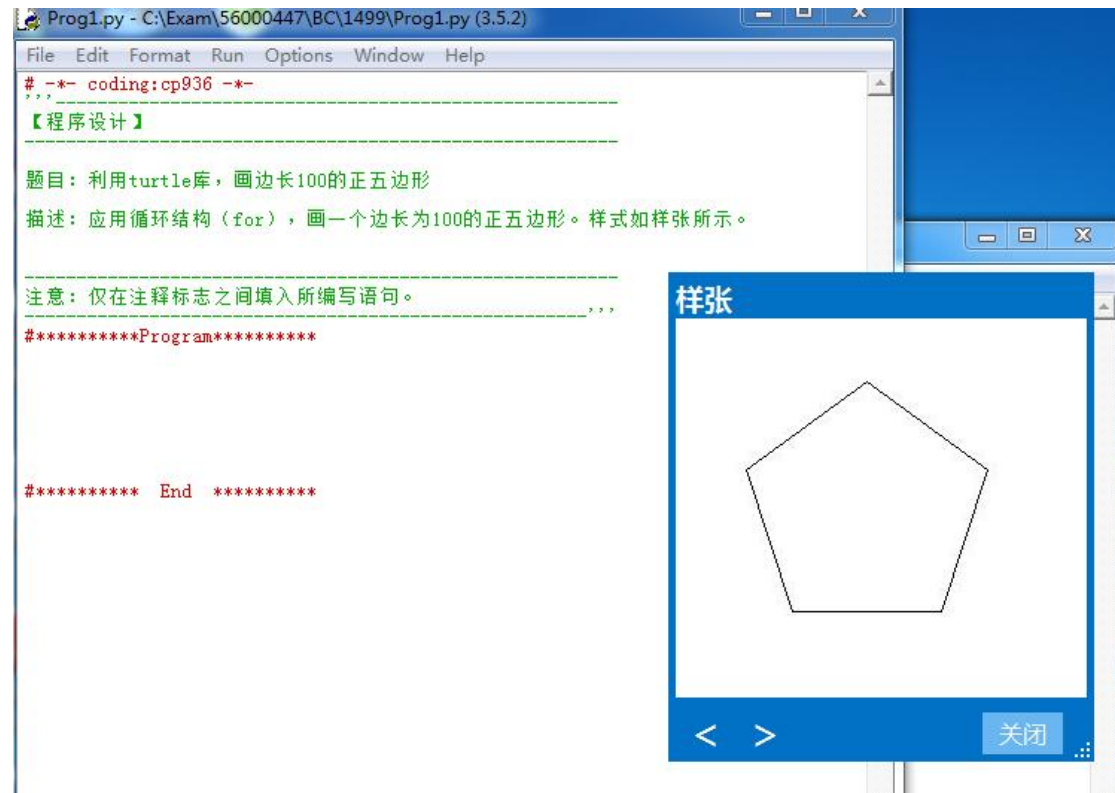 Prog1.py - C:\Exam\56000447\BC\1499\Prog1.py (3.5.2)
File Edit Format Run Options Window Help
# -*- coding:cp936 -*-
'''------------------------------------------------------
【程序设计】
------------------------------------------------------
题目：利用turtle库，画边长100的正五边形
描述：应用循环结构（for），画一个边长为100的正五边形。样式如样张所示。
------------------------------------------------------
注意：仅在注释标志之间填入所编写语句。
------------------------------------------------------'''
#**********Program**********
#********** End **********
样张
< >
关闭